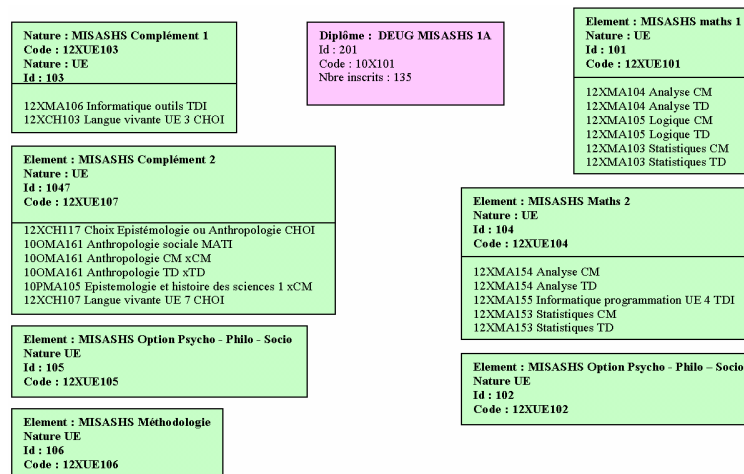 Nature : MISASHS Complément 1
Code : 12XUE103
Nature : UE
Id : 103
12XMA106 Informatique outils TDI
12XCH103 Langue vivante UE 3 CHOI
Diplôme : DEUG MISASHS 1A
Id : 201
Code : 10X101
Nbre inscrits : 135
Element : MISASHS maths 1
Nature : UE
Id : 101
Code : 12XUE101
12XMA104 Analyse CM
12XMA104 Analyse TD
12XMA105 Logique CM
12XMA105 Logique TD
12XMA103 Statistiques CM
12XMA103 Statistiques TD
Element : MISASHS Complément 2
Nature : UE
Id : 1047
Code : 12XUE107
12XCH117 Choix Epistémologie ou Anthropologie CHOI
10OMA161 Anthropologie sociale MATI
10OMA161 Anthropologie CM xCM
10OMA161 Anthropologie TD xTD
10PMA105 Epistemologie et histoire des sciences 1 xCM
12XCH107 Langue vivante UE 7 CHOI
Element : MISASHS Maths 2
Nature : UE
Id : 104
Code : 12XUE104
12XMA154 Analyse CM
12XMA154 Analyse TD
12XMA155 Informatique programmation UE 4 TDI
12XMA153 Statistiques CM
12XMA153 Statistiques TD
Element : MISASHS Option Psycho - Philo - Socio
Nature UE
Id : 105
Code : 12XUE105
Element : MISASHS Option Psycho - Philo – Socio
Nature UE
Id : 102
Code : 12XUE102
Element : MISASHS Méthodologie
Nature UE
Id : 106
Code : 12XUE106